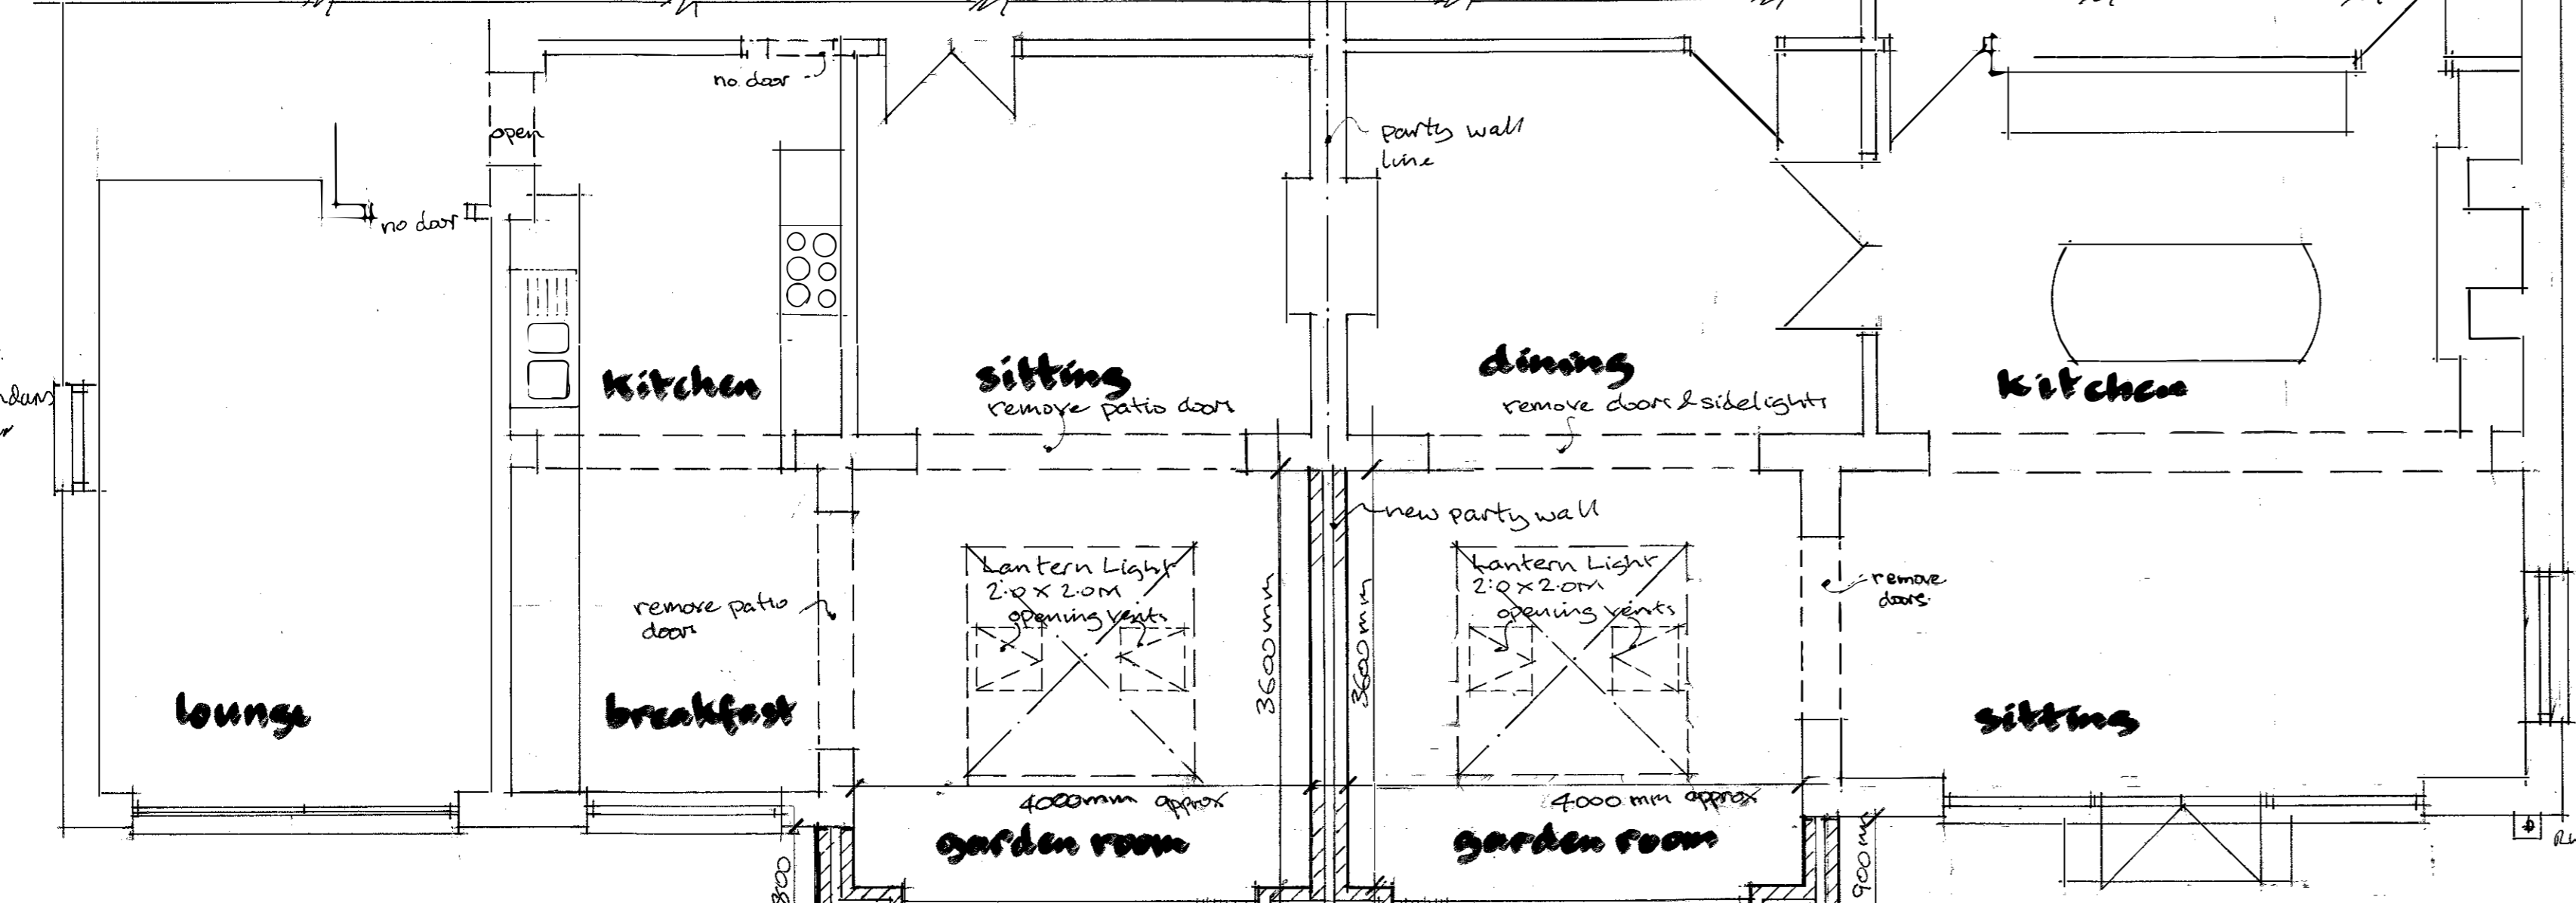 no door
open
party wall
line
no door
kitchen
sitting
dining
kitchen
remove patio doors
remove doors & sidelights
new party wall
Lantern Light
2.0 x 2.0m
opening vents
Lantern Light
2.0 x 2.0m
opening vents
remove
doors.
remove patio
doors
3600mm
3600mm
lounge
breakfast
sitting
4000mm approx
4000 mm approx
garden room
garden room
900mm